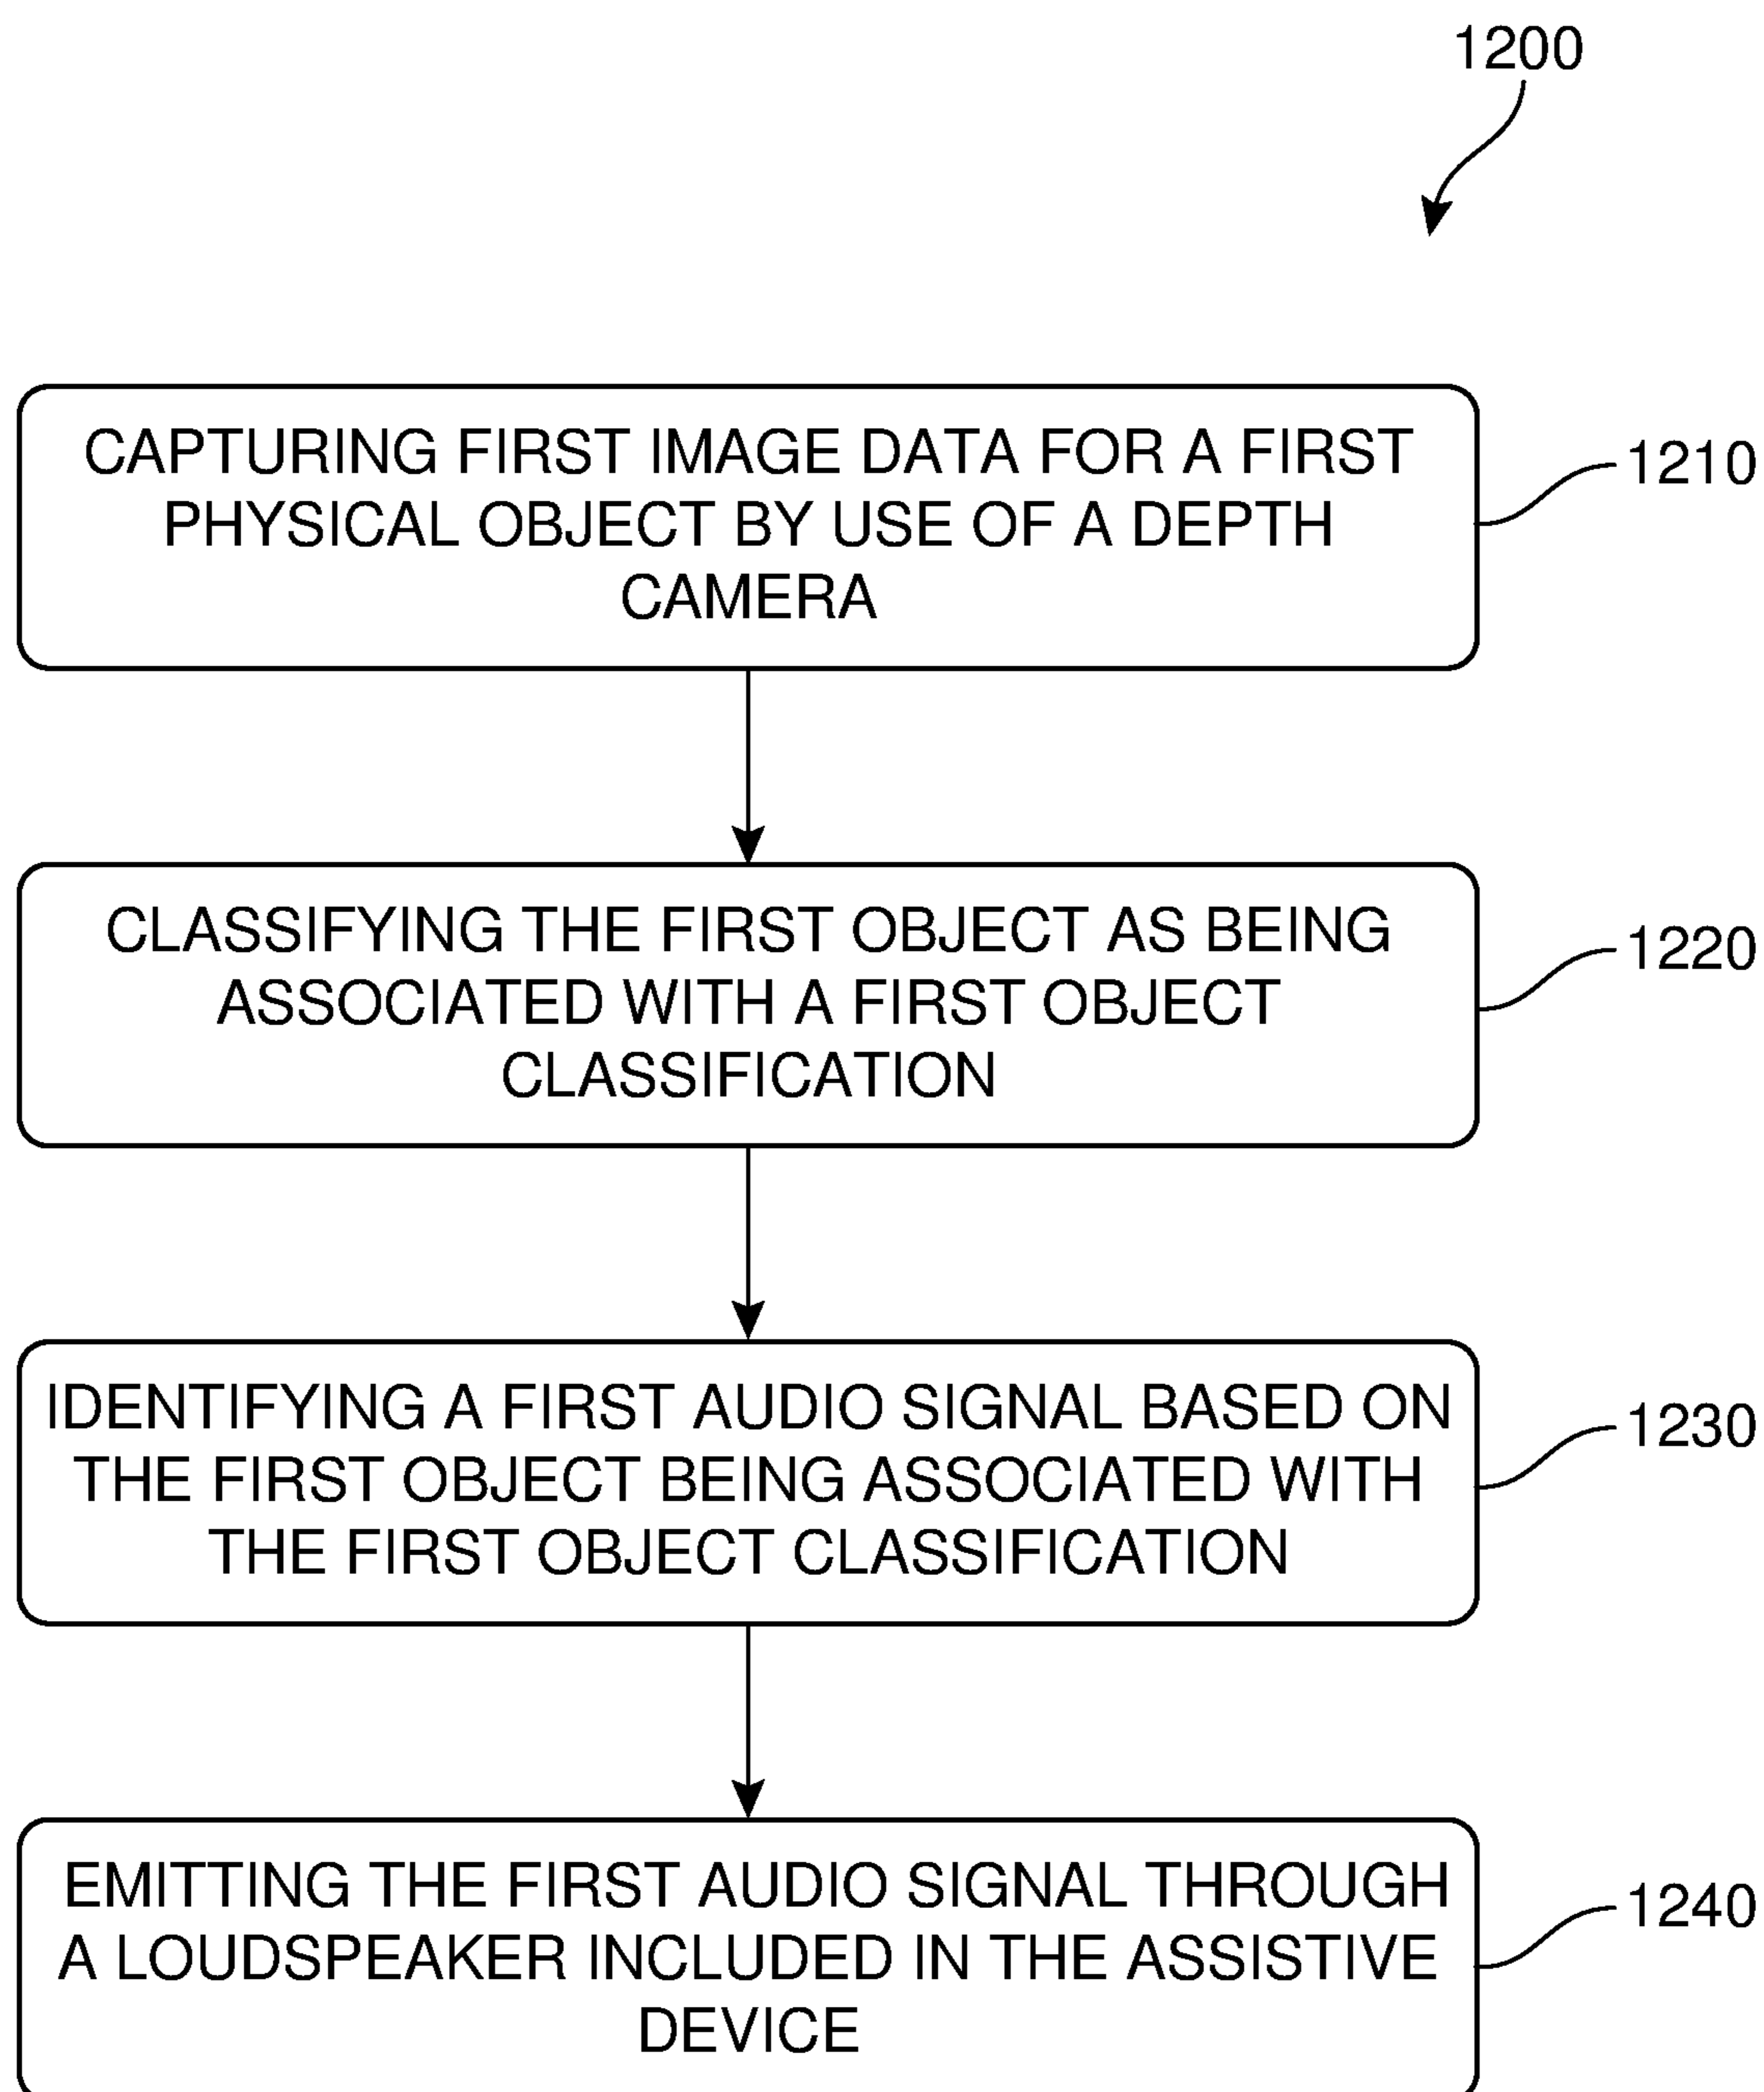 1200
CAPTURING FIRST IMAGE DATA FOR A FIRST
PHYSICAL OBJECT BY USE OF A DEPTH
CAMERA
1210
CLASSIFYING THE FIRST OBJECT AS BEING
ASSOCIATED WITH A FIRST OBJECT
CLASSIFICATION
1220
IDENTIFYING A FIRST AUDIO SIGNAL BASED ON
THE FIRST OBJECT BEING ASSOCIATED WITH
THE FIRST OBJECT CLASSIFICATION
1230
EMITTING THE FIRST AUDIO SIGNAL THROUGH
A LOUDSPEAKER INCLUDED IN THE ASSISTIVE
DEVICE
1240